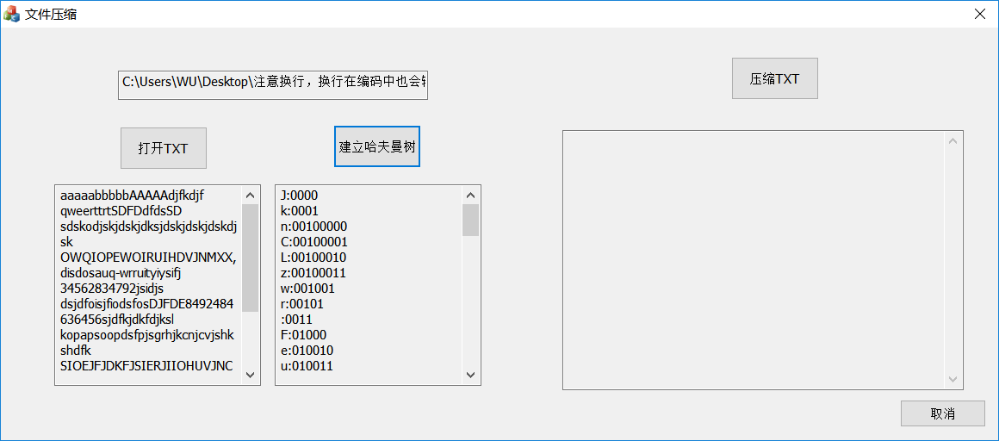 文件压缩
C:\Users\WU\Desktop\注意换行，换行在编码中也会
压缩TXT
打开TXT
建立哈夫曼树
aaaaabbbbbAAAAAdjfkdjf
qweerttrtSDFDdfdsSD
sdskodjskjdskjdksjdskjdskjdskdj
sk
OWQIOPEWOIRUIHDVJNMXX,
disdosauq-wrruityiysifj
34562834792jsidjs
dsjdfoisjfiodsfosDJFDE8492484
636456sjdfkjdkfdjksl
kopapsoopdsfpjsgrhjkcnjcvjshk
shdfk
SIOEJFJDKFJSIERJIIOHUVJNC
J:0000
k:0001
n:00100000
C:00100001
L:00100010
z:00100011
w:001001
r:00101
:0011
F:01000
e:010010
u:010011
取消